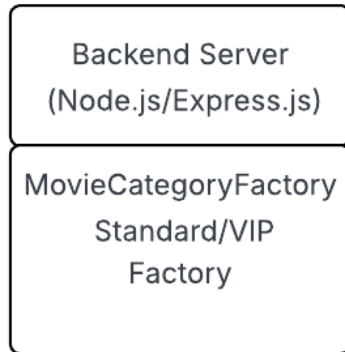 Backend Server
(Node.js/Express.js)
MovieCategoryFactory
Standard/VIP
Factory